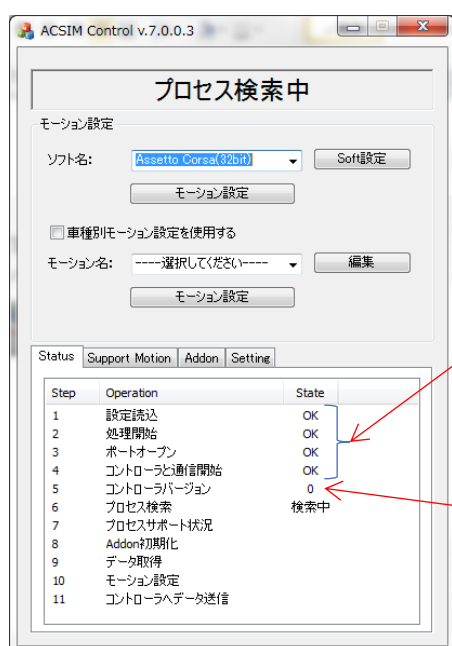 ACSIM Control v.7.0.0.3
プロセス検索中
モーション設定
ソフト名: Assetto Corsa(32bit) Soft設定
モーション設定
車種別モーション設定を使用する
モーション名: ----選択してください---- 編集
モーション設定
Status Support Motion Addon Setting
Step Operation State
1 設定読込 OK
2 処理開始 OK
3 ポートオープン OK
4 コントローラと通信開始 OK
5 コントローラバージョン 0
6 プロセス検索 検索中
7 プロセスサポート状況
8 Addon初期化
9 データ取得
10 モーション設定
11 コントローラへデータ送信